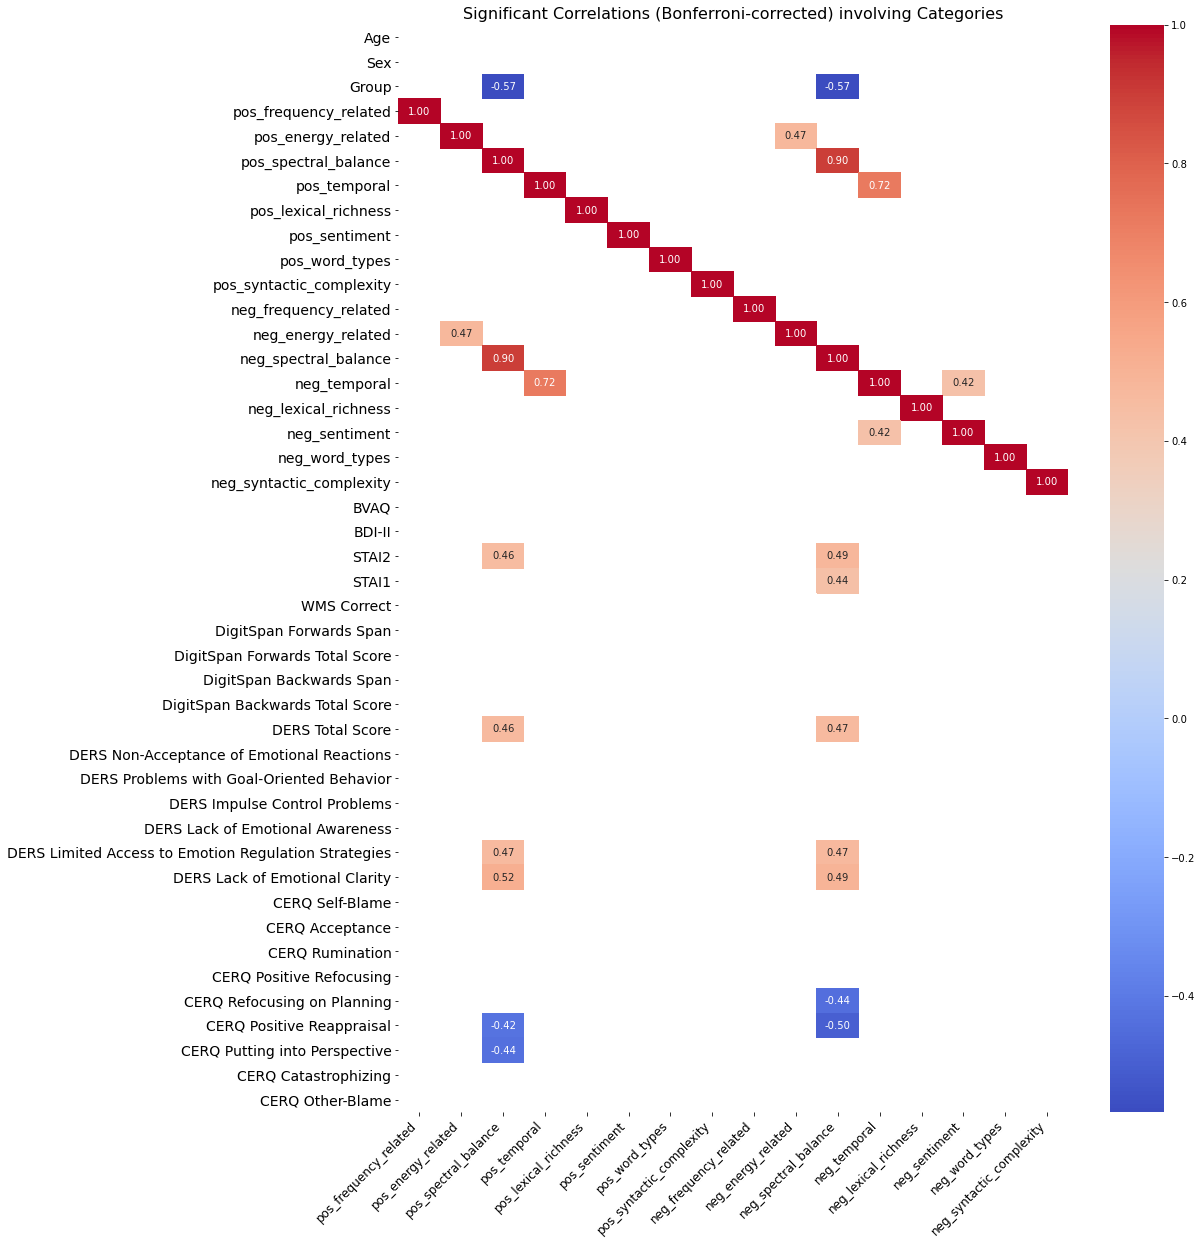 Significant Correlations (Bonferroni-corrected) involving Categories
Age
Sex
Group -0.57 -0.57
pos_frequency_related 1.00
pos_energy_related 1.00 0.47
pos_spectral_balance 1.00 0.90
pos_temporal 1.00 0.72
pos_lexical_richness 1.00
pos_sentiment 1.00
pos_word_types 1.00
pos_syntactic_complexity 1.00
neg_frequency_related 1.00
neg_energy_related 0.47 1.00
neg_spectral_balance 0.90 1.00
neg_temporal 0.72 1.00 0.42
neg_lexical_richness 1.00
neg_sentiment 0.42 1.00
neg_word_types 1.00
neg_syntactic_complexity 1.00
BVAQ
BDI-II
STAI2 0.46 0.49
STAI1 0.44
WMS Correct
DigitSpan Forwards Span
DigitSpan Forwards Total Score
DigitSpan Backwards Span
DigitSpan Backwards Total Score
DERS Total Score 0.46 0.47
DERS Non-Acceptance of Emotional Reactions
DERS Problems with Goal-Oriented Behavior
DERS Impulse Control Problems
DERS Lack of Emotional Awareness
DERS Limited Access to Emotion Regulation Strategies 0.47 0.47
DERS Lack of Emotional Clarity 0.52 0.49
CERQ Self-Blame
CERQ Acceptance
CERQ Rumination
CERQ Positive Refocusing
CERQ Refocusing on Planning -0.44
CERQ Positive Reappraisal -0.42 -0.50
CERQ Putting into Perspective -0.44
CERQ Catastrophizing
CERQ Other-Blame
pos_frequency_related
pos_energy_related
pos_spectral_balance
pos_temporal
pos_lexical_richness
pos_sentiment
pos_word_types
pos_syntactic_complexity
neg_frequency_related
neg_energy_related
neg_spectral_balance
neg_temporal
neg_lexical_richness
neg_sentiment
neg_word_types
neg_syntactic_complexity
1.0
0.8
0.6
0.4
0.2
0.0
−0.2
−0.4